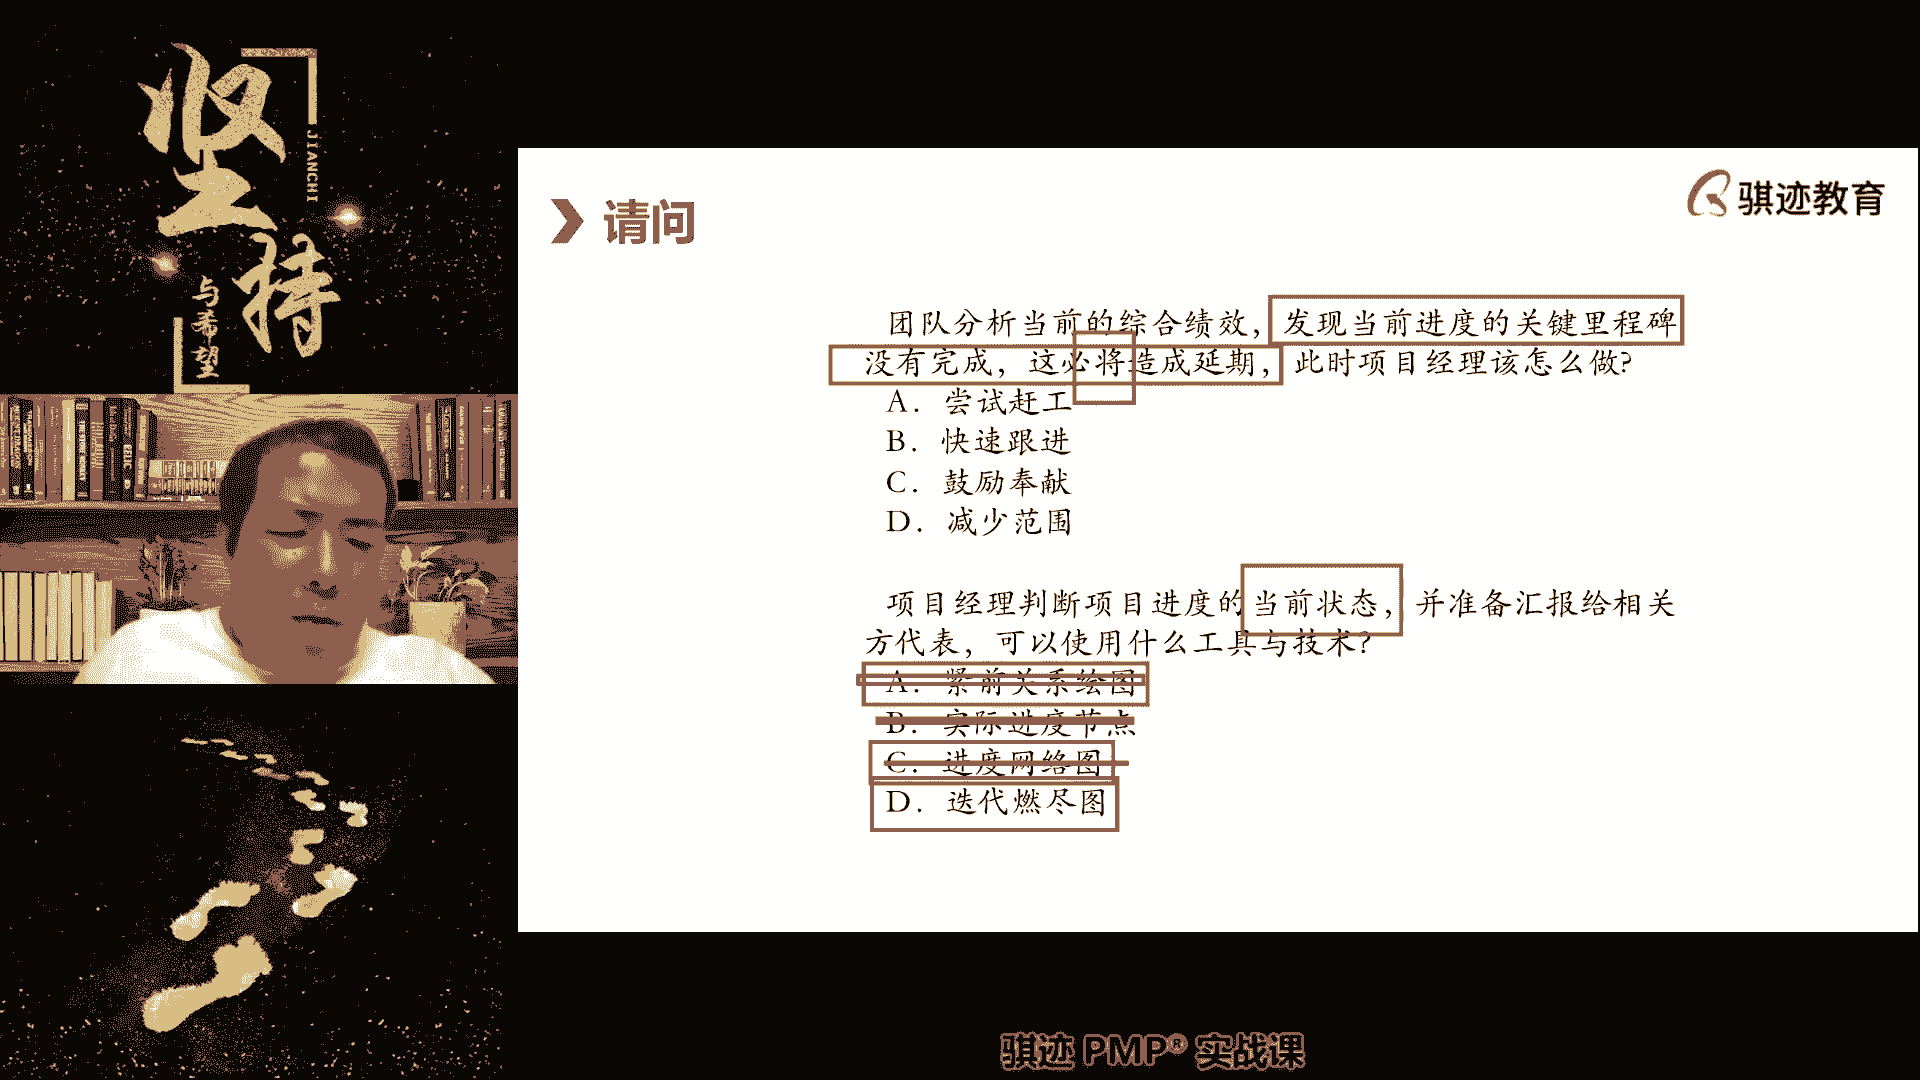 坚持
JIANCHI
与希望
骐迹教育
请问
团队分析当前的综合绩效，发现当前进度的关键里程碑
没有完成，这必将造成延期，此时项目经理该怎么做？
A. 尝试赶工
B. 快速跟进
C. 鼓励奉献
D. 减少范围
项目经理判断项目进度的当前状态，并准备汇报给相关
方代表，可以使用什么工具与技术？
A. 紧前关系绘图
B. 实际进度节点
C. 进度网络图
D. 迭代燃尽图
骐迹 PMP® 实战课